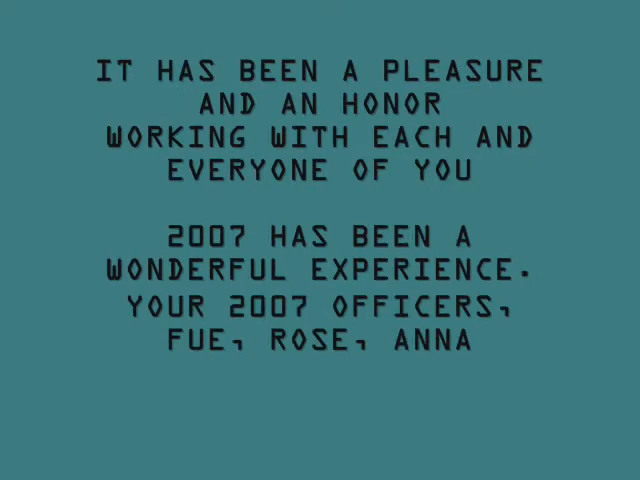 IT HAS BEEN A PLEASURE
AND AN HONOR
WORKING WITH EACH AND
EVERYONE OF YOU
2007 HAS BEEN A
WONDERFUL EXPERIENCE.
YOUR 2007 OFFICERS,
FUE, ROSE, ANNA